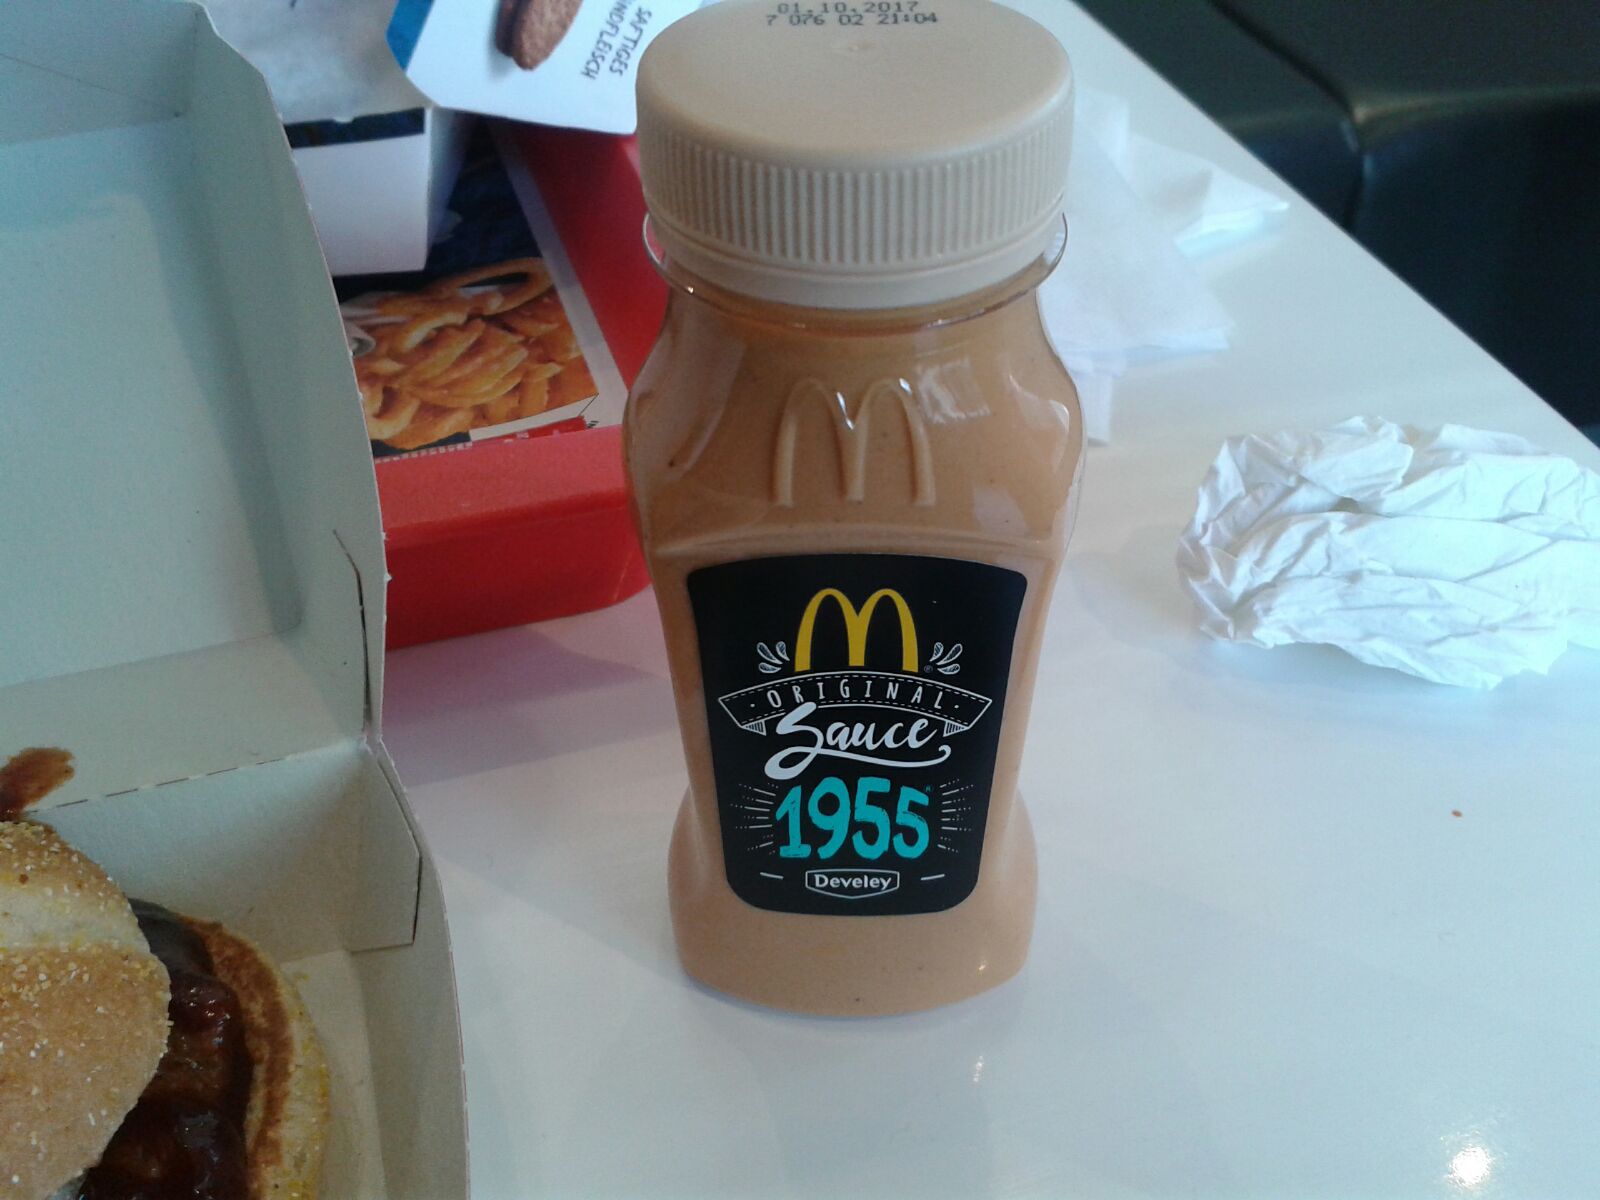 01.10.2017
7 076 02 21:04
SAFTIGES
ORIGINAL
Sauce
1955
Develey